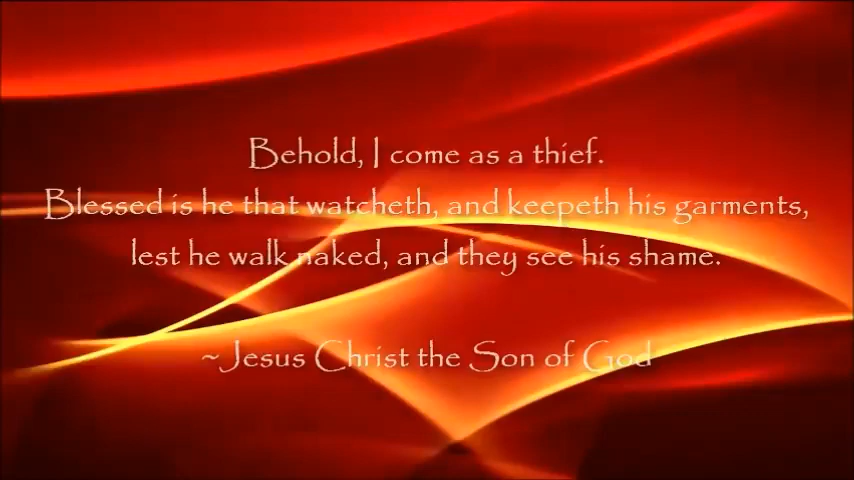 Behold, I come as a thief.
Blessed is he that watcheth, and keepeth his garments,
lest he walk naked, and they see his shame.
~Jesus Christ the Son of God